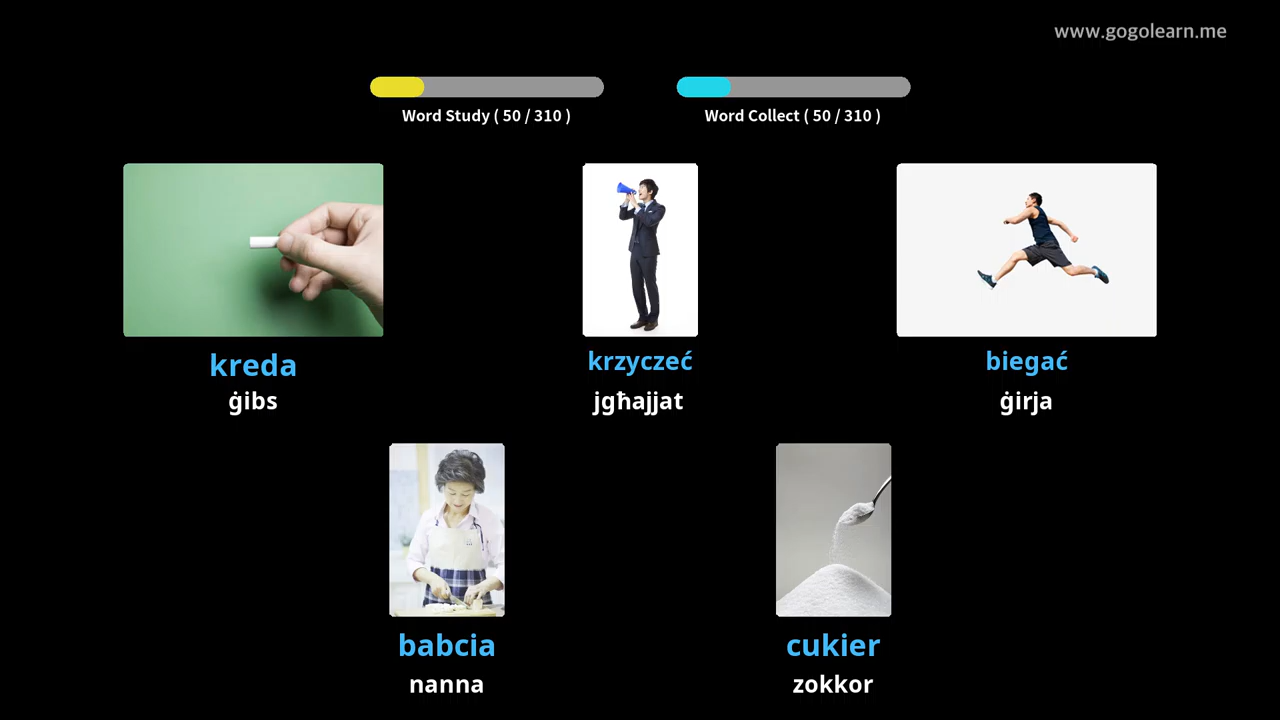 www.gogolearn.me
Word Study ( 50 / 310 )
Word Collect ( 50 / 310 )
kreda
ġibs
krzyczeć
jgħajjat
biegać
ġirja
babcia
nanna
cukier
zokkor